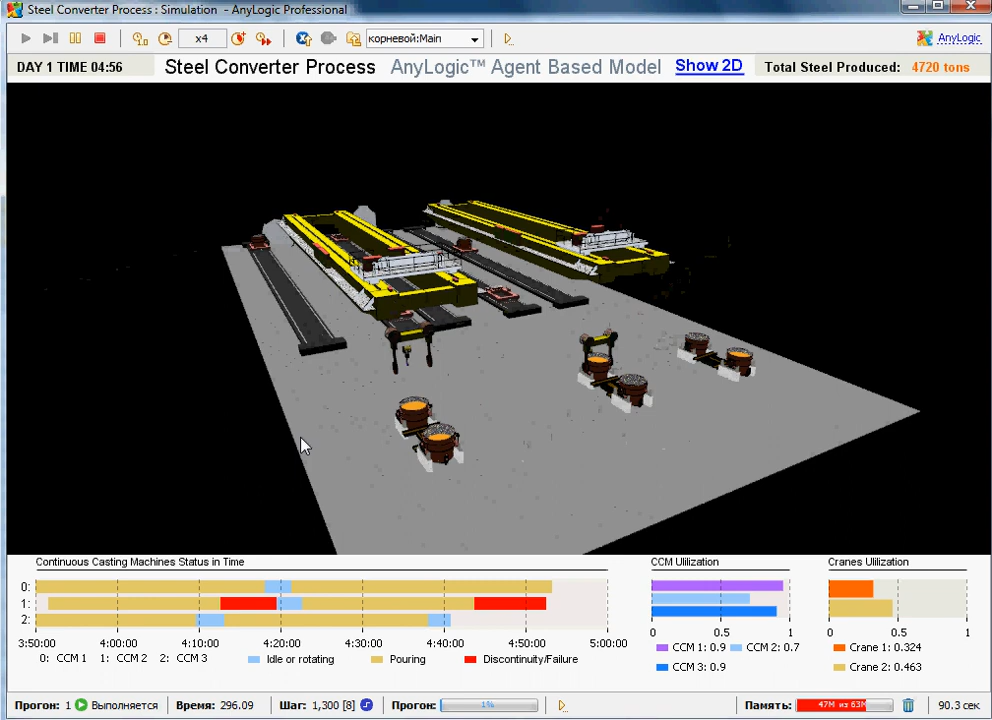 Steel Converter Process : Simulation - AnyLogic Professional
x4
корневой:Main
AnyLogic
DAY 1 TIME 04:56
Steel Converter Process
AnyLogic™ Agent Based Model
Show 2D
Total Steel Produced: 4720 tons
Continuous Casting Machines Status in Time
0:
1:
2:
3:50:00 4:00:00 4:10:00 4:20:00 4:30:00 4:40:00 4:50:00 5:00:00
0: CCM 1 1: CCM 2 2: CCM 3
Idle or rotating
Pouring
Discontinuity/Failure
CCM Uilization
0 0.5 1
CCM 1: 0.9 CCM 2: 0.7
CCM 3: 0.9
Cranes Ulilization
0 0.5 1
Crane 1: 0.324
Crane 2: 0.463
Прогон: 1 Выполняется
Время: 296.09
Шаг: 1,300 [8]
Прогон: 1%
Память: 47M из 63M
90.3 сек